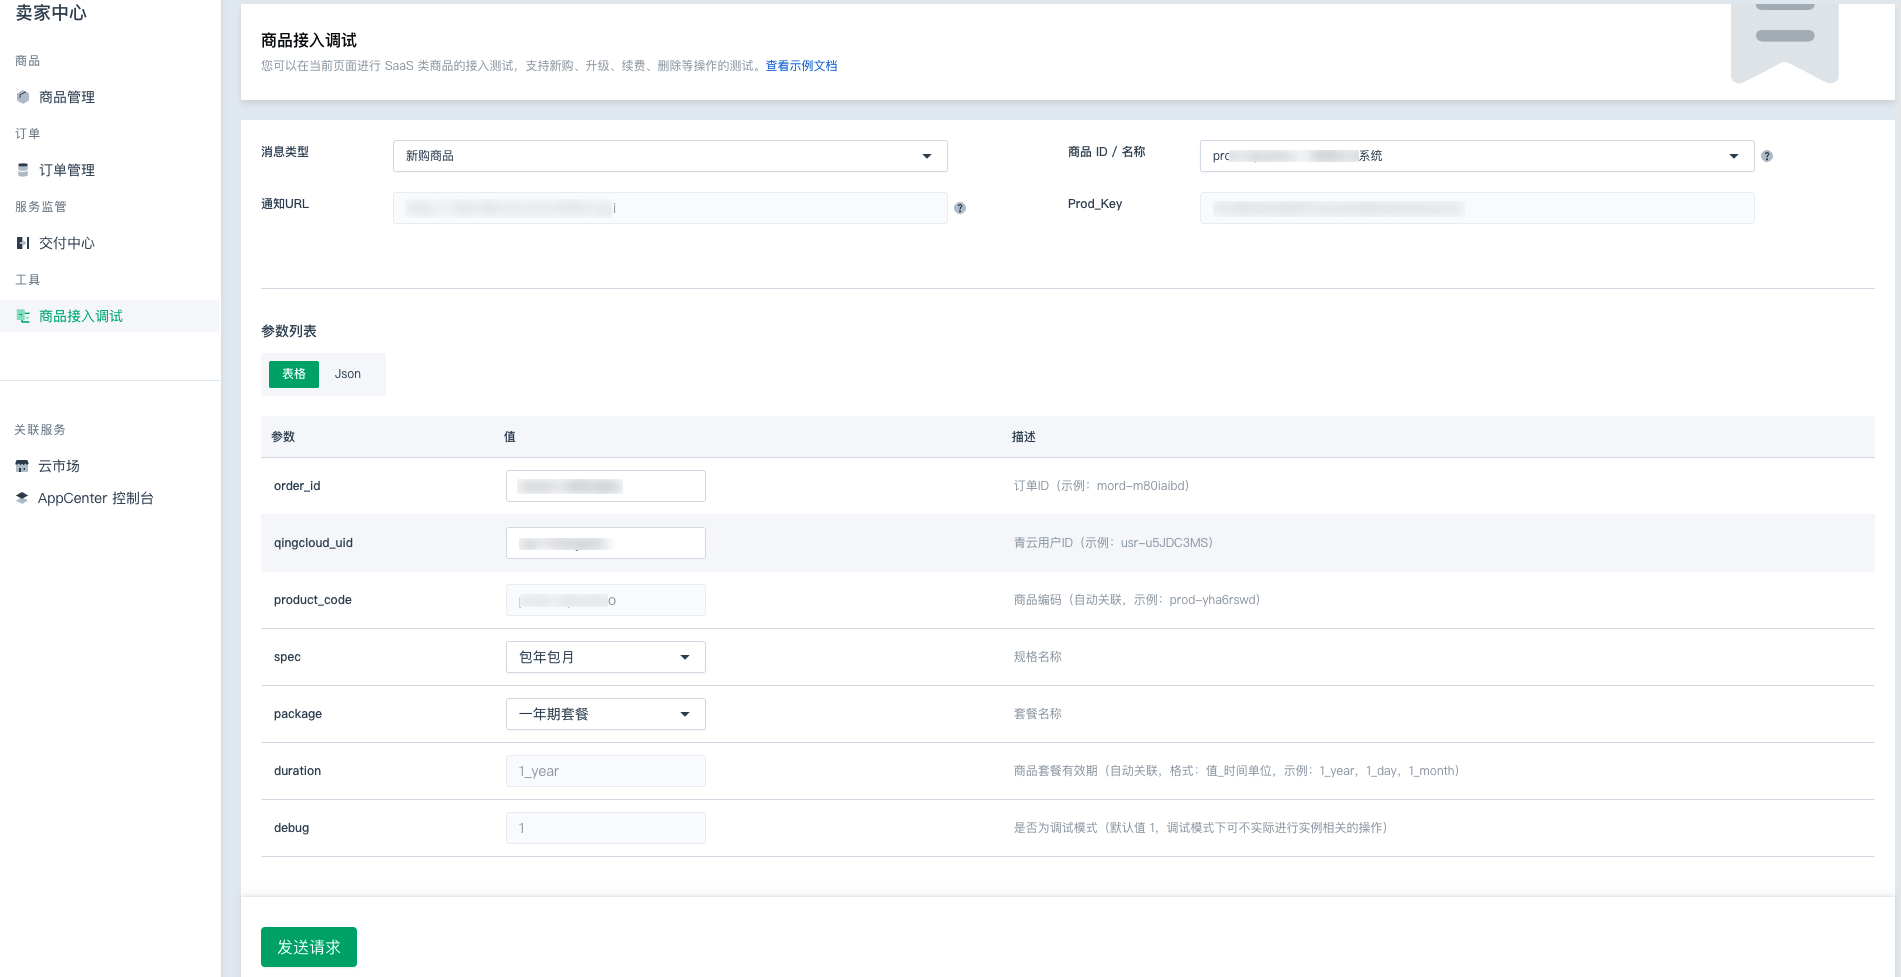 卖家中心
商品
商品管理
订单
订单管理
服务监管
交付中心
工具
商品接入调试
关联服务
云市场
AppCenter 控制台
商品接入调试
您可以在当前页面进行 SaaS 类商品的接入测试，支持新购、升级、续费、删除等操作的测试。查看示例文档
消息类型
新购商品
商品 ID / 名称
系统
通知URL
Prod_Key
参数列表
表格 Json
参数 值 描述
order_id 订单ID（示例：mord-m80iaibd）
qingcloud_uid 青云用户ID（示例：usr-u5JDC3MS）
product_code 商品编码（自动关联，示例：prod-yha6rswd）
spec 包年包月 规格名称
package 一年期套餐 套餐名称
duration 1_year 商品套餐有效期（自动关联，格式：值_时间单位，示例：1_year，1_day，1_month）
debug 1 是否为调试模式（默认值 1，调试模式下可不实际进行实例相关的操作）
发送请求